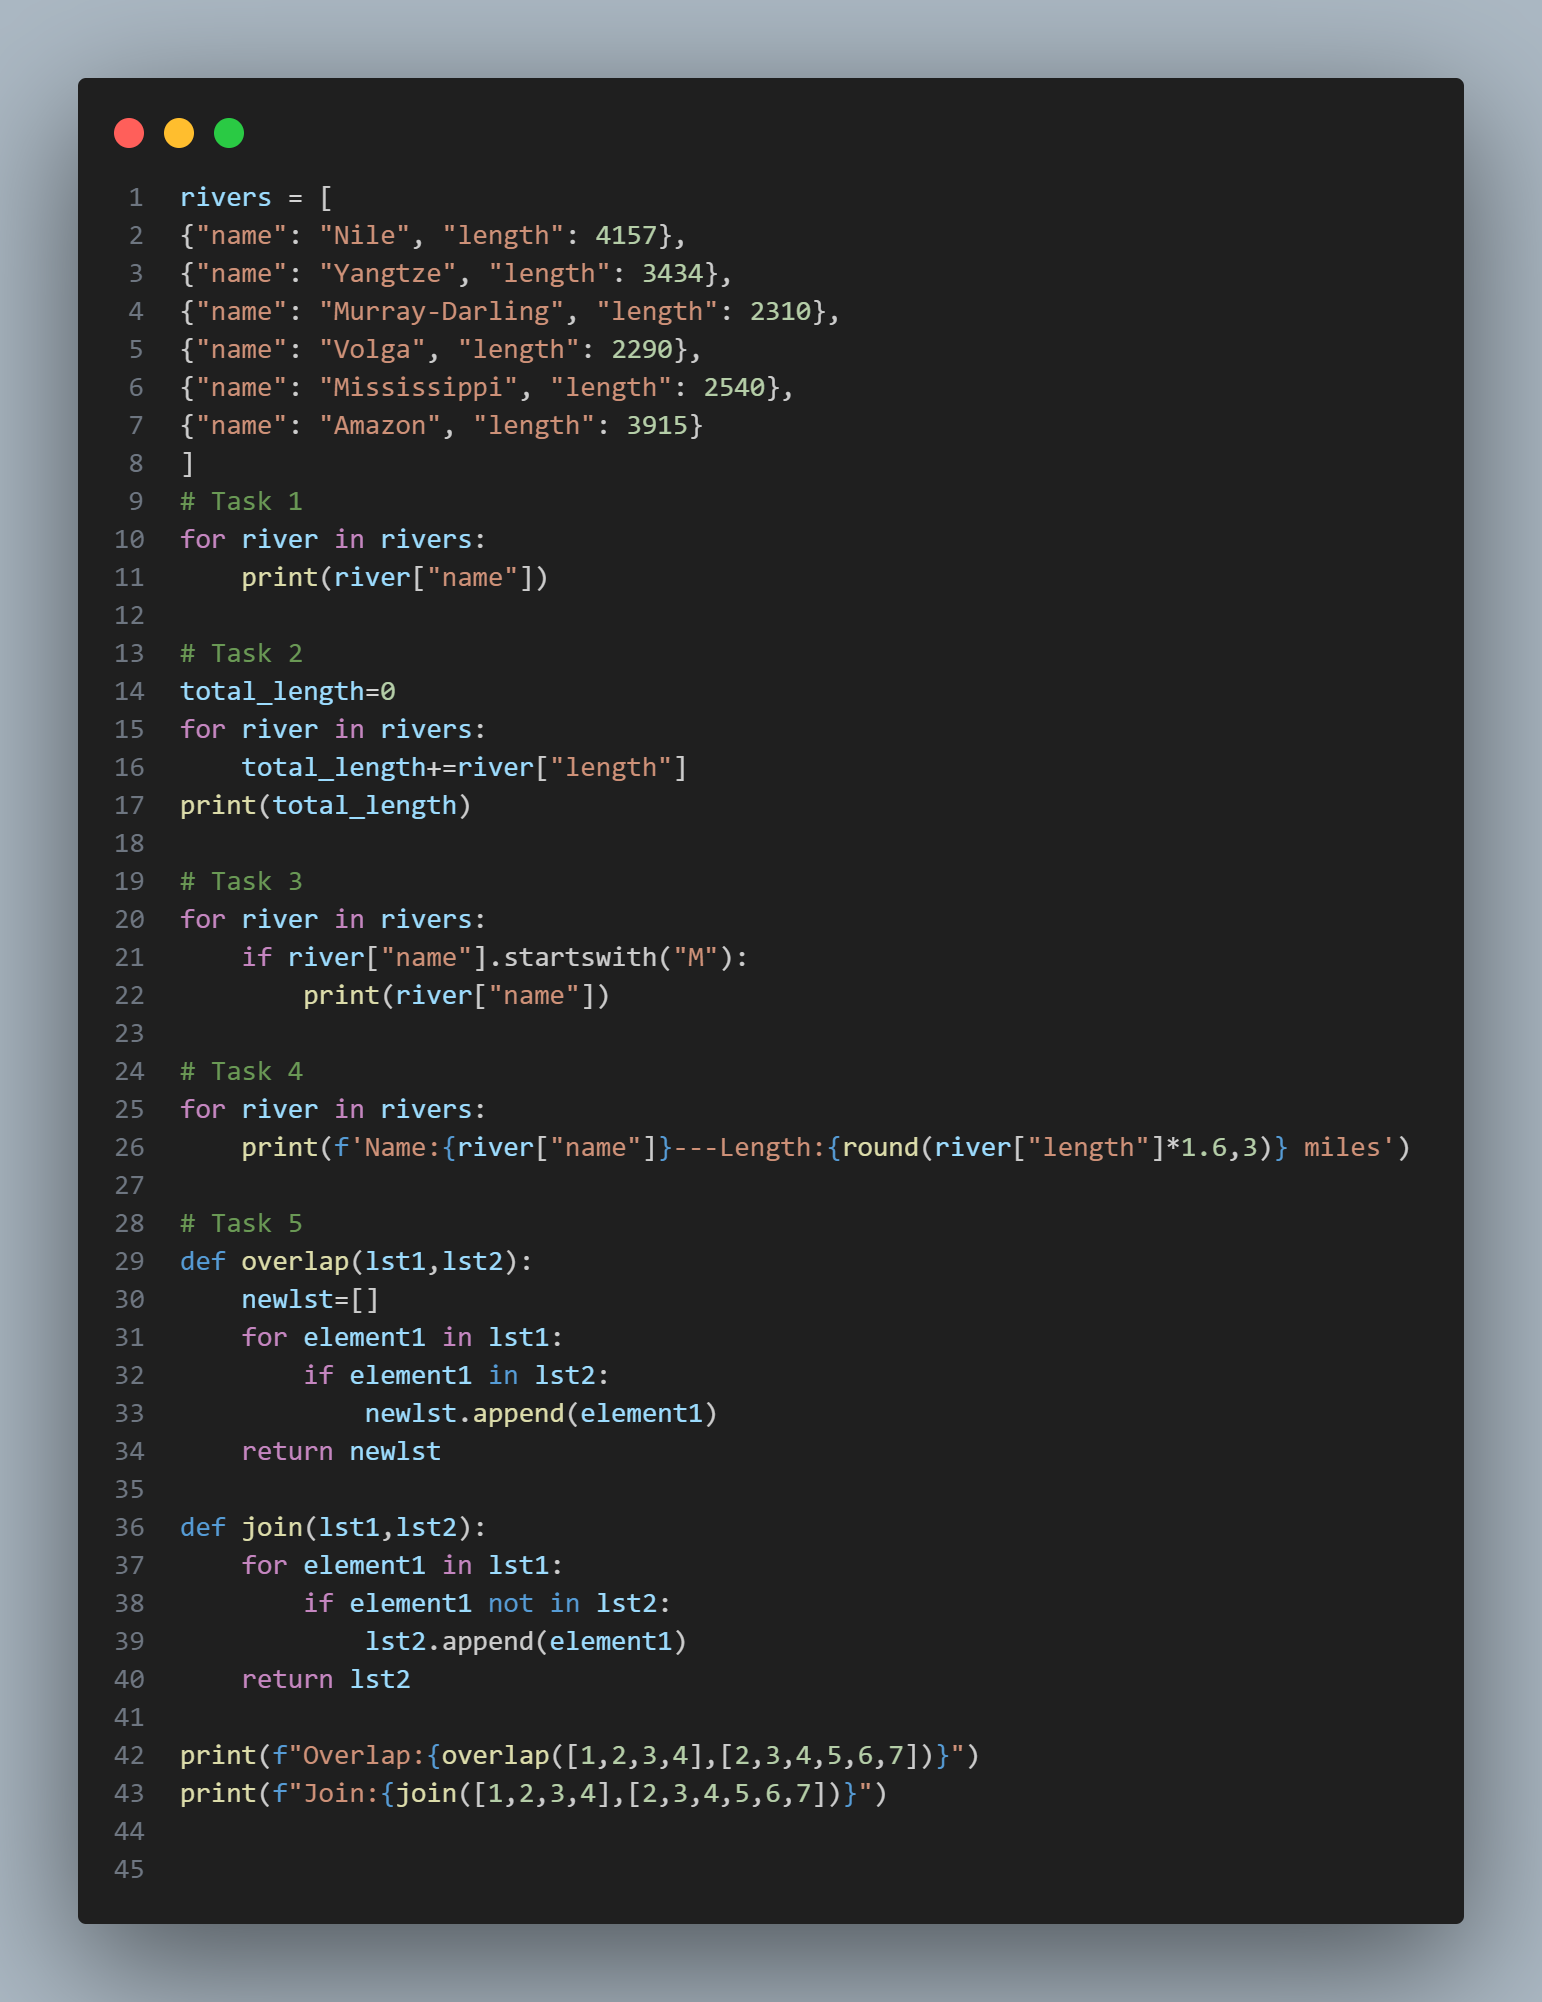 1 rivers = [
2 {"name": "Nile", "length": 4157},
3 {"name": "Yangtze", "length": 3434},
4 {"name": "Murray-Darling", "length": 2310},
5 {"name": "Volga", "length": 2290},
6 {"name": "Mississippi", "length": 2540},
7 {"name": "Amazon", "length": 3915}
8 ]
9 # Task 1
10 for river in rivers:
11     print(river["name"])
12
13 # Task 2
14 total_length=0
15 for river in rivers:
16     total_length+=river["length"]
17 print(total_length)
18
19 # Task 3
20 for river in rivers:
21     if river["name"].startswith("M"):
22         print(river["name"])
23
24 # Task 4
25 for river in rivers:
26     print(f'Name:{river["name"]}---Length:{round(river["length"]*1.6,3)} miles')
27
28 # Task 5
29 def overlap(lst1,lst2):
30     newlst=[]
31     for element1 in lst1:
32         if element1 in lst2:
33             newlst.append(element1)
34     return newlst
35
36 def join(lst1,lst2):
37     for element1 in lst1:
38         if element1 not in lst2:
39             lst2.append(element1)
40     return lst2
41
42 print(f"Overlap:{overlap([1,2,3,4],[2,3,4,5,6,7])}")
43 print(f"Join:{join([1,2,3,4],[2,3,4,5,6,7])}")
44
45